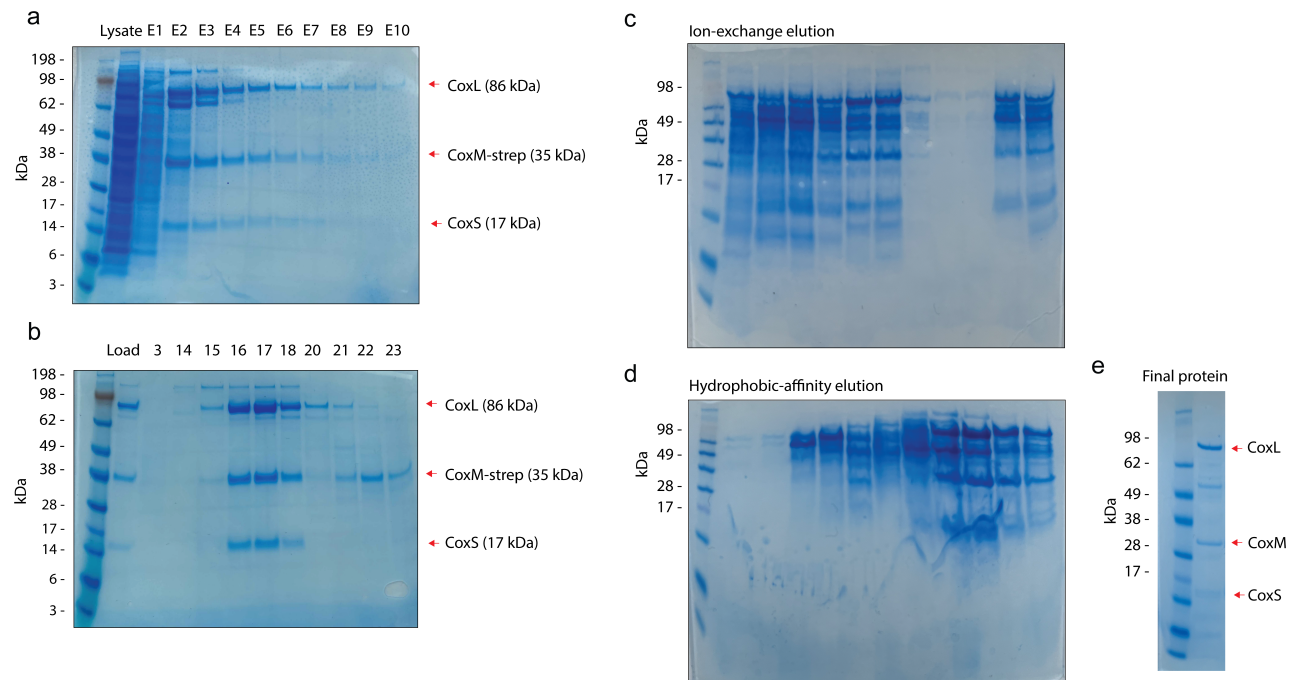 a
Lysate E1 E2 E3 E4 E5 E6 E7 E8 E9 E10
198 -
98 -
62 -
49 -
38 -
28 -
17 -
14 -
6 -
3 -
kDa
CoxL (86 kDa)
CoxM-strep (35 kDa)
CoxS (17 kDa)
b
Load 3 14 15 16 17 18 20 21 22 23
198 -
98 -
62 -
49 -
38 -
28 -
17 -
14 -
6 -
3 -
kDa
CoxL (86 kDa)
CoxM-strep (35 kDa)
CoxS (17 kDa)
c
Ion-exchange elution
98 -
49 -
28 -
17 -
kDa
d
Hydrophobic-affinity elution
98 -
49 -
28 -
17 -
kDa
e
Final protein
98 -
62 -
49 -
38 -
28 -
17 -
kDa
CoxL
CoxM
CoxS